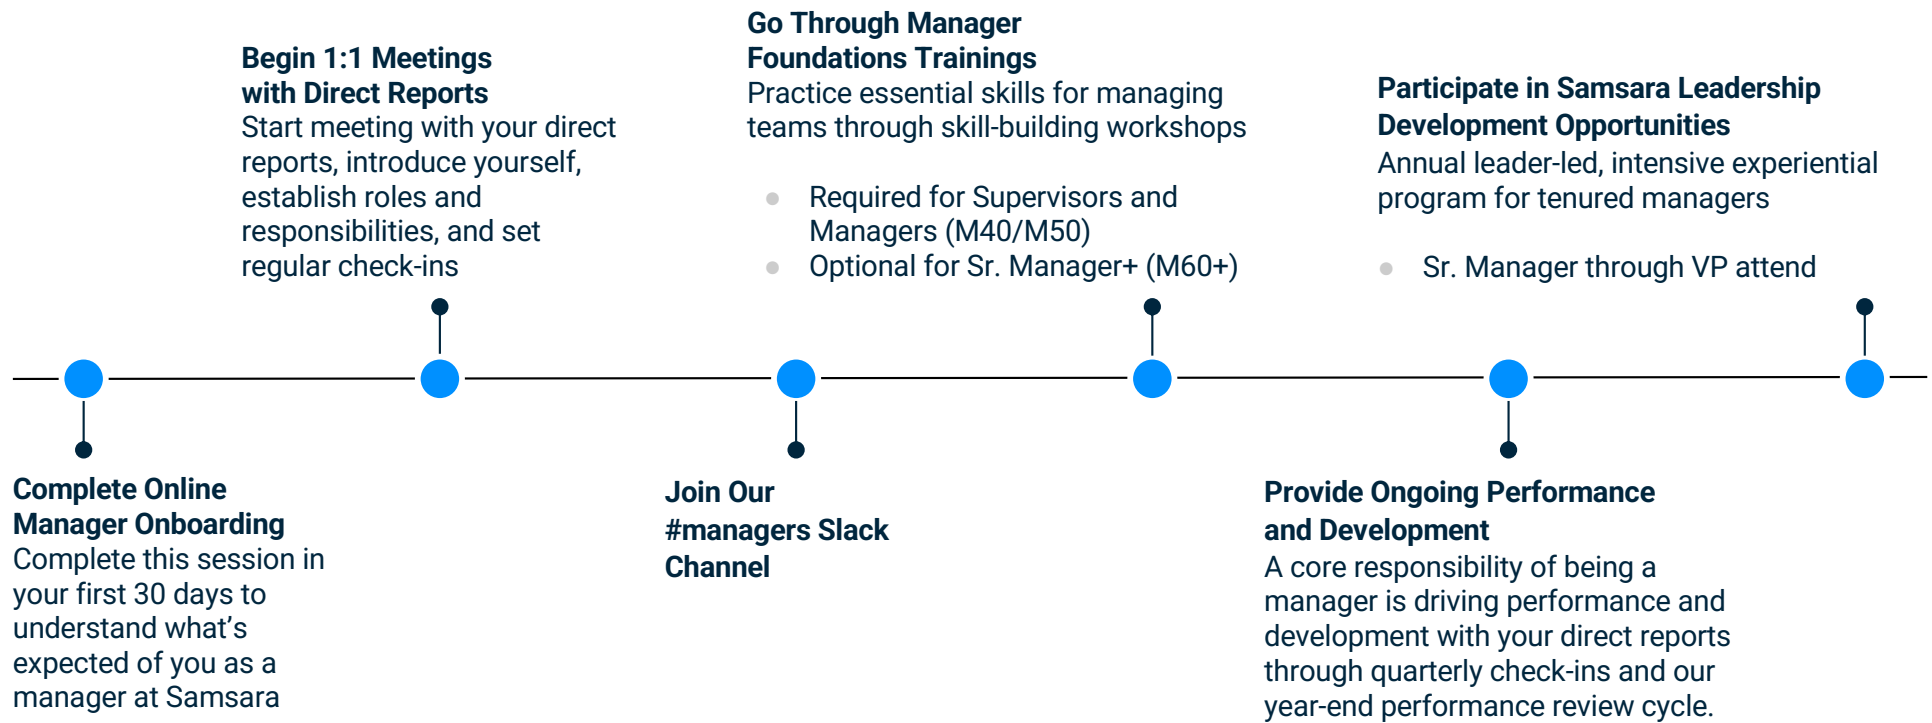 Begin 1:1 Meetings
with Direct Reports
Start meeting with your direct
reports, introduce yourself,
establish roles and
responsibilities, and set
regular check-ins
Go Through Manager
Foundations Trainings
Practice essential skills for managing
teams through skill-building workshops
● Required for Supervisors and
Managers (M40/M50)
● Optional for Sr. Manager+ (M60+)
Participate in Samsara Leadership
Development Opportunities
Annual leader-led, intensive experiential
program for tenured managers
● Sr. Manager through VP attend
Complete Online
Manager Onboarding
Complete this session in
your first 30 days to
understand what’s
expected of you as a
manager at Samsara
Join Our
#managers Slack
Channel
Provide Ongoing Performance
and Development
A core responsibility of being a
manager is driving performance and
development with your direct reports
through quarterly check-ins and our
year-end performance review cycle.